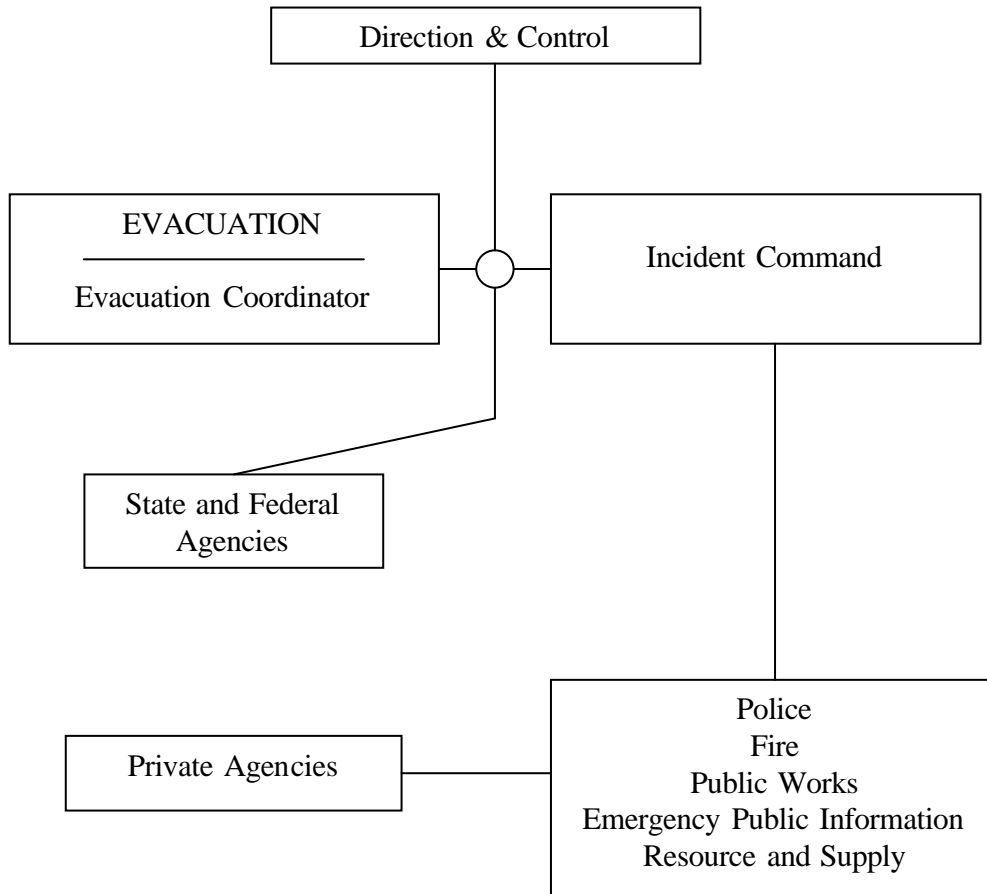 Direction & Control
EVACUATION
Evacuation Coordinator
Incident Command
State and Federal
Agencies
Private Agencies
Police
Fire
Public Works
Emergency Public Information
Resource and Supply